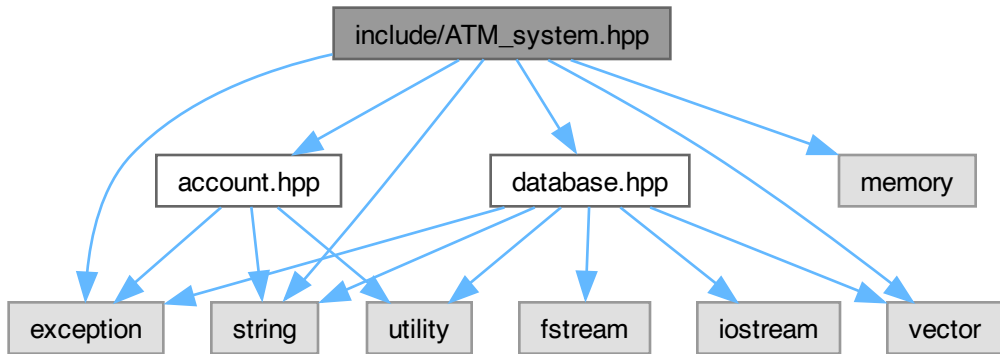 include/ATM_system.hpp
account.hpp
database.hpp
memory
exception
string
utility
fstream
iostream
vector